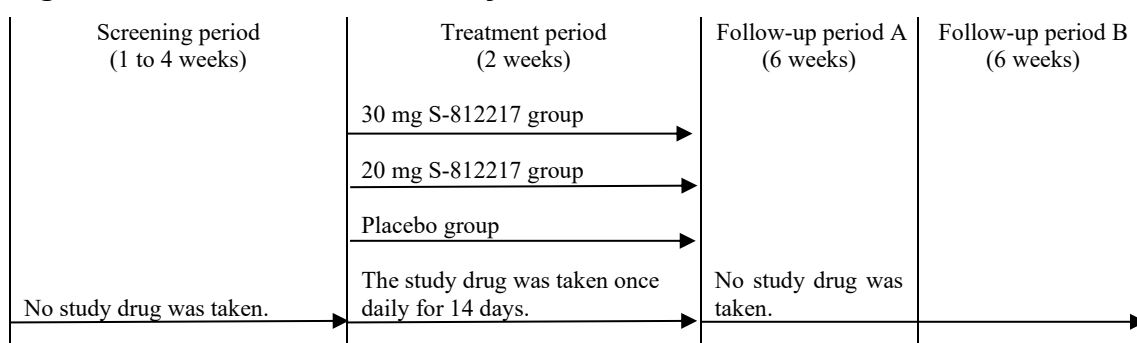 Screening period
(1 to 4 weeks)
Treatment period
(2 weeks)
Follow-up period A
(6 weeks)
Follow-up period B
(6 weeks)
30 mg S-812217 group
20 mg S-812217 group
Placebo group
No study drug was taken.
The study drug was taken once
daily for 14 days.
No study drug was
taken.